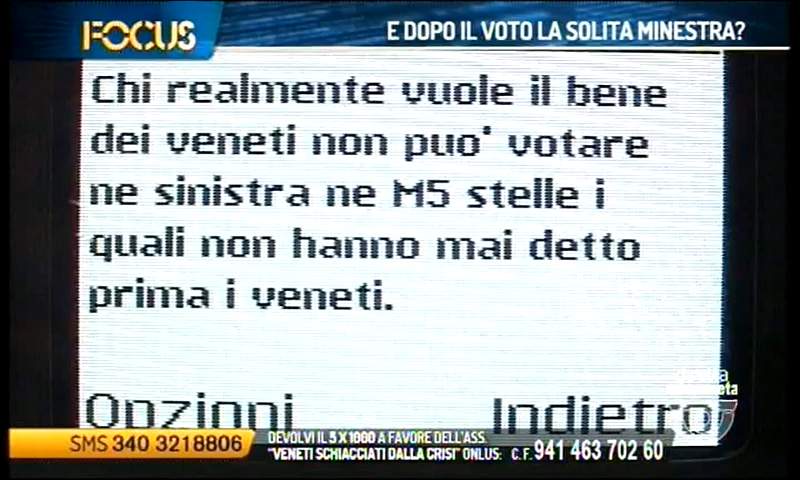 FOCUS
E DOPO IL VOTO LA SOLITA MINESTRA?
Chi realmente vuole il bene
dei veneti non puo' votare
ne sinistra ne M5 stelle i
quali non hanno mai detto
prima i veneti.
Opzioni Indietro
SMS 340 3218806
DEVOLVI IL 5 X 1000 A FAVORE DELL'ASS.
"VENETI SCHIACCIATI DALLA CRISI" ONLUS: C.F. 941 463 702 60